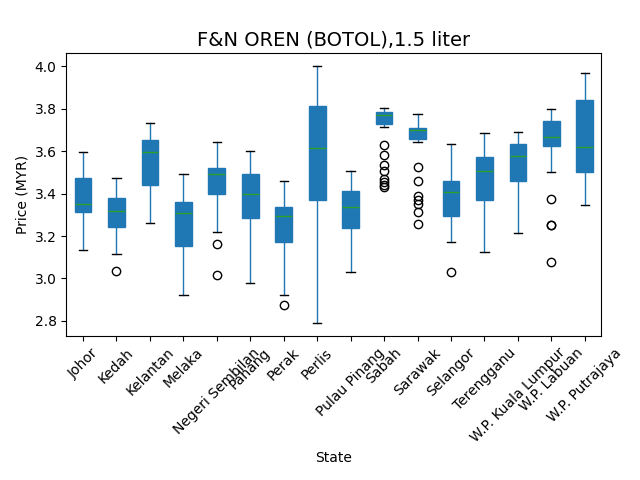 F&N OREN (BOTOL),1.5 liter
Price (MYR)
4.0
3.8
3.6
3.4
3.2
3.0
2.8
Johor
Kedah
Kelantan
Melaka
Negeri Sembilan
Pahang
Perak
Perlis
Pulau Pinang
Sabah
Sarawak
Selangor
Terengganu
W.P. Kuala Lumpur
W.P. Labuan
W.P. Putrajaya
State